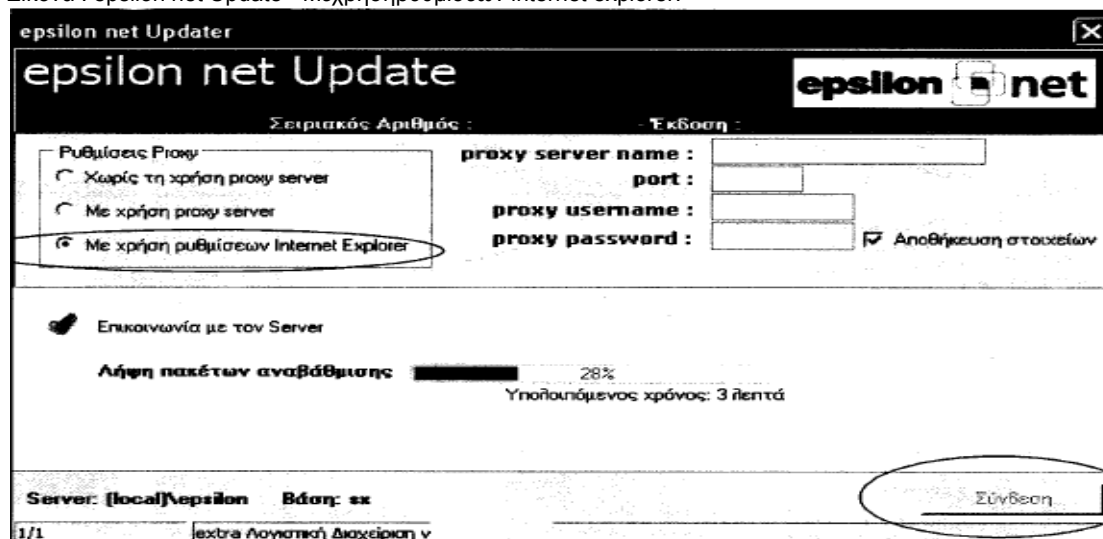 epsilon net Updater
epsilon net Update
epsilon net
Σειριακός Αριθμός : - Έκδοση :
Ρυθμίσεις Proxy
Χωρίς τη χρήση proxy server
Με χρήση proxy server
Με χρήση ρυθμίσεων Internet Explorer
proxy server name :
port :
proxy username :
proxy password :
Αποθήκευση στοιχείων
Επικοινωνία με τον Server
Λήψη πακέτων αναβάθμισης 28%
Υπολοιπόμενος χρόνος: 3 λεπτά
Server: (local)\epsilon Βάση: sx
Σύνδεση
1/1 extra Λογιστική Διαχείριση v